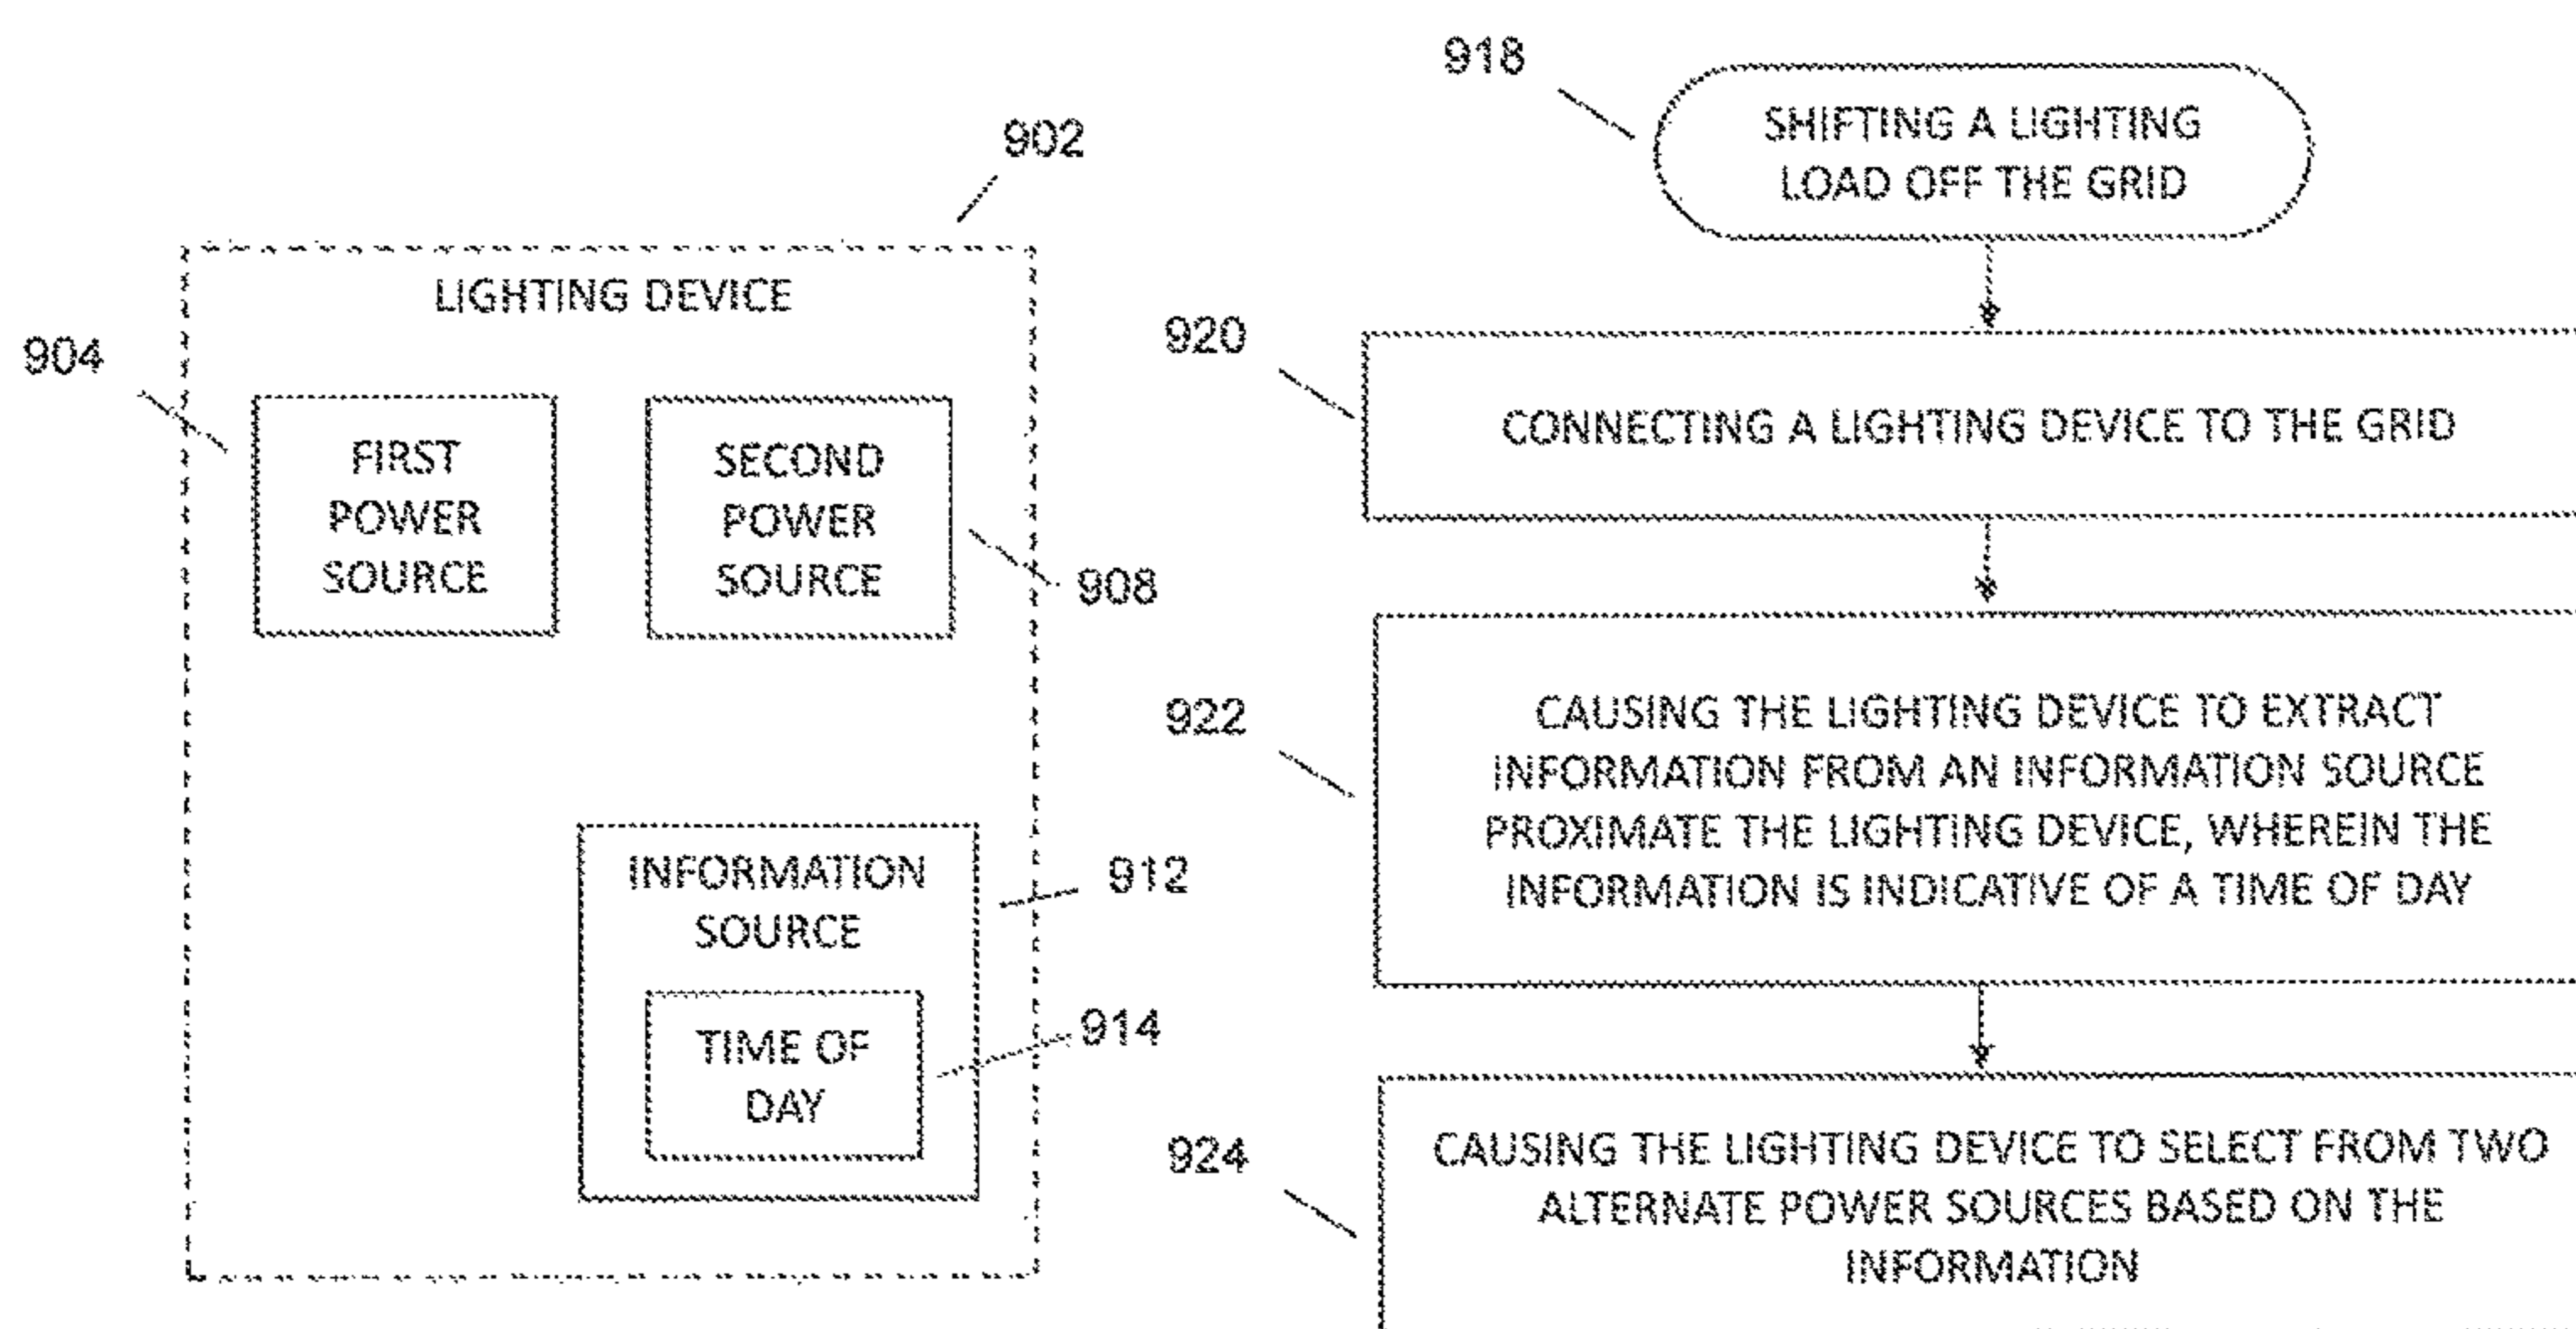 902
LIGHTING DEVICE
904
FIRST
POWER
SOURCE
SECOND
POWER
SOURCE
908
INFORMATION
SOURCE
912
TIME OF
DAY
914
918
SHIFTING A LIGHTING
LOAD OFF THE GRID
920
CONNECTING A LIGHTING DEVICE TO THE GRID
922
CAUSING THE LIGHTING DEVICE TO EXTRACT
INFORMATION FROM AN INFORMATION SOURCE
PROXIMATE THE LIGHTING DEVICE, WHEREIN THE
INFORMATION IS INDICATIVE OF A TIME OF DAY
924
CAUSING THE LIGHTING DEVICE TO SELECT FROM TWO
ALTERNATE POWER SOURCES BASED ON THE
INFORMATION